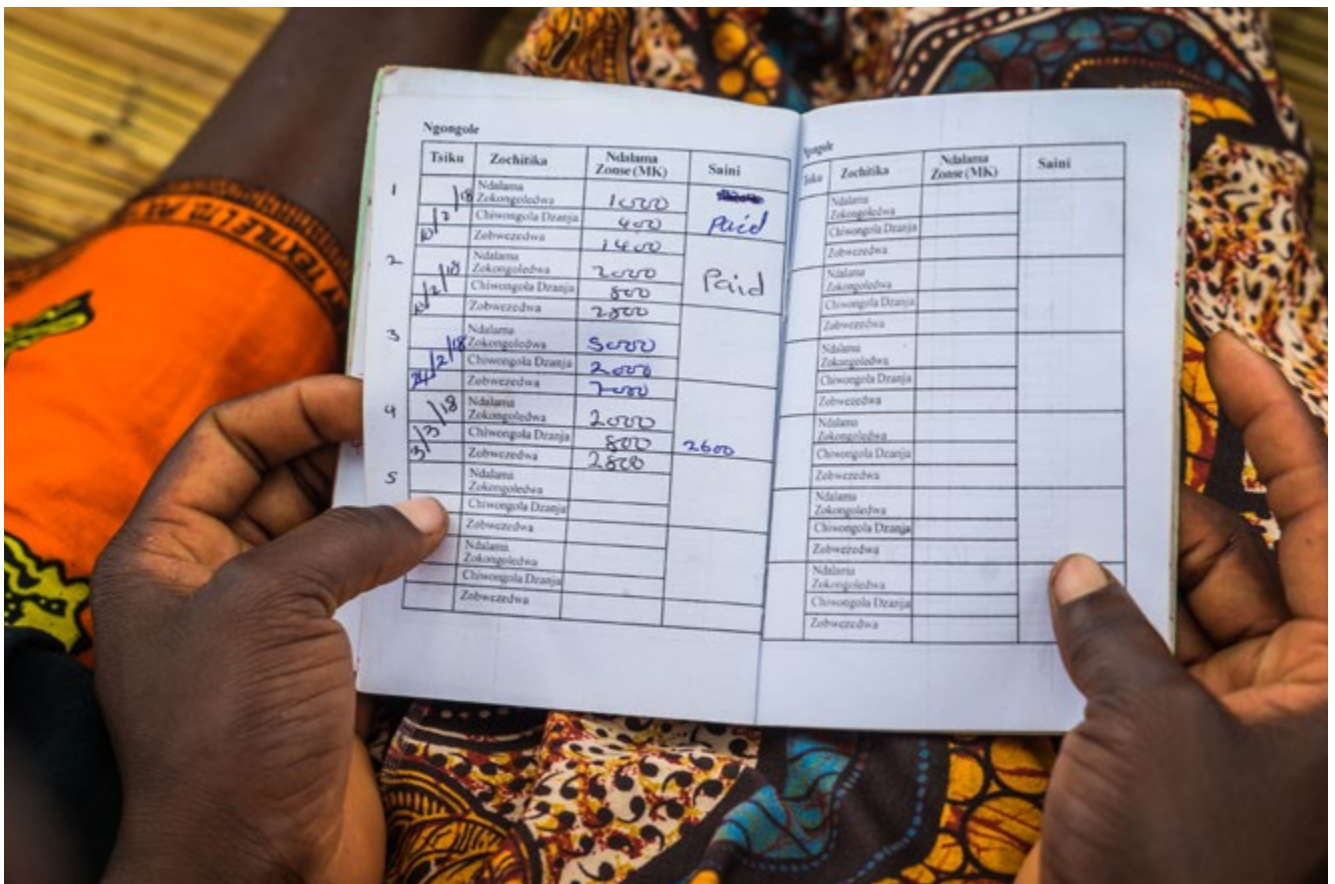 Ngongole
Tsiku Zochitika Ndalama Zonse (MK) Saini
1 10/2/18 Ndalama Zokongoledwa 1000
Chiwongola Dzanja 400 Paid
Zobwezedwa 1400
2 10/2/18 Ndalama Zokongoledwa 2000
Chiwongola Dzanja 800 Paid
Zobwezedwa 2800
3 24/2/18 Ndalama Zokongoledwa 5000
Chiwongola Dzanja 2000
Zobwezedwa 7000
4 3/3/18 Ndalama Zokongoledwa 2000
Chiwongola Dzanja 800 2600
Zobwezedwa 2800
5 Ndalama Zokongoledwa
Chiwongola Dzanja
Zobwezedwa
Ndalama Zokongoledwa
Chiwongola Dzanja
Zobwezedwa
Zochitika Ndalama Zonse (MK) Saini
Ndalama Zokongoledwa
Chiwongola Dzanja
Zobwezedwa
Ndalama Zokongoledwa
Chiwongola Dzanja
Zobwezedwa
Ndalama Zokongoledwa
Chiwongola Dzanja
Zobwezedwa
Ndalama Zokongoledwa
Chiwongola Dzanja
Zobwezedwa
Ndalama Zokongoledwa
Chiwongola Dzanja
Zobwezedwa
Ndalama Zokongoledwa
Chiwongola Dzanja
Zobwezedwa
TEXTILE L